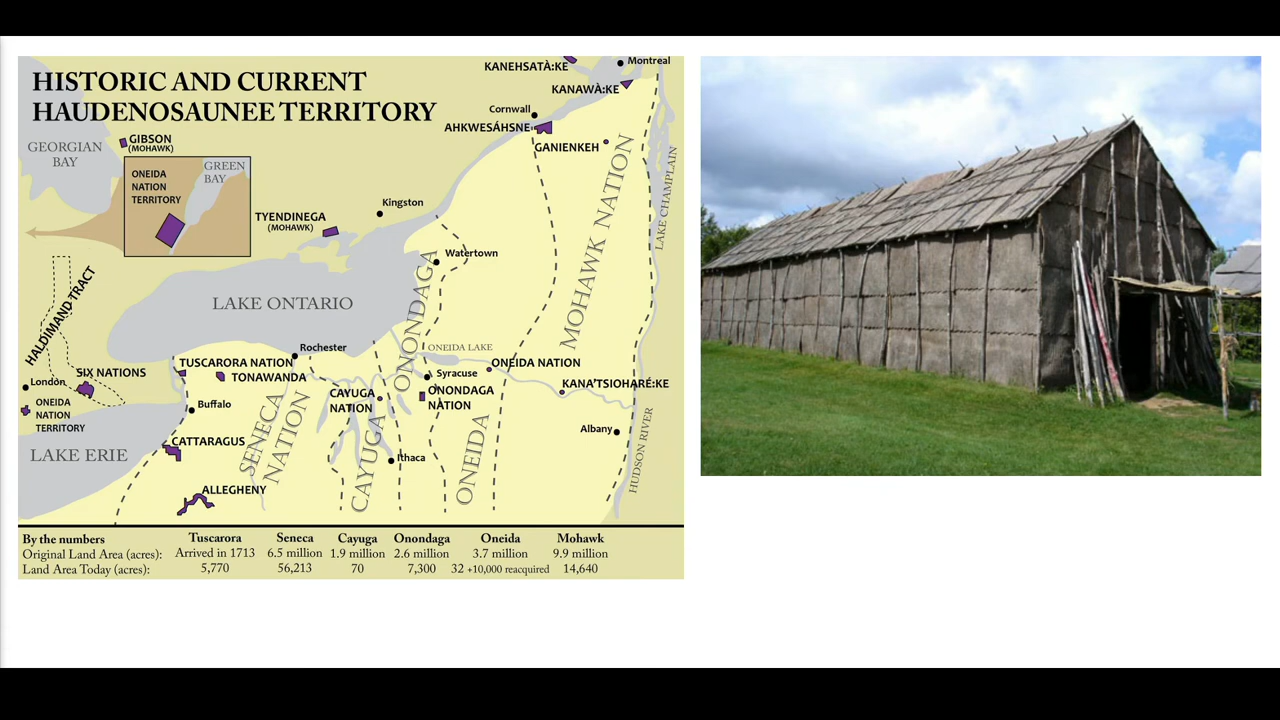 HISTORIC AND CURRENT
HAUDENOSAUNEE TERRITORY
KANEHSATÀ:KE
Montreal
KANAWÀ:KE
Cornwall
AHKWESÁHSNE
GANIENKEH
GEORGIAN
BAY
GIBSON
(MOHAWK)
ONEIDA
NATION
TERRITORY
GREEN
BAY
TYENDINEGA
(MOHAWK)
Kingston
Watertown
MOHAWK NATION
LAKE CHAMPLAIN
HALDIMAND TRACT
LAKE ONTARIO
ONONDAGA
Rochester
ONEIDA LAKE
TUSCARORA NATION
TONAWANDA
SIX NATIONS
London
ONEIDA
NATION
TERRITORY
Buffalo
CAYUGA
NATION
Syracuse
ONONDAGA
NATION
ONEIDA NATION
KANA'TSIOHARÉ:KE
LAKE ERIE
CATTARAGUS
SENECA
NATION
CAYUGA
Ithaca
ONEIDA
Albany
HUDSON RIVER
ALLEGHENY
By the numbers Tuscarora Seneca Cayuga Onondaga Oneida Mohawk
Original Land Area (acres): Arrived in 1713 6.5 million 1.9 million 2.6 million 3.7 million 9.9 million
Land Area Today (acres): 5,770 56,213 70 7,300 32 +10,000 reacquired 14,640